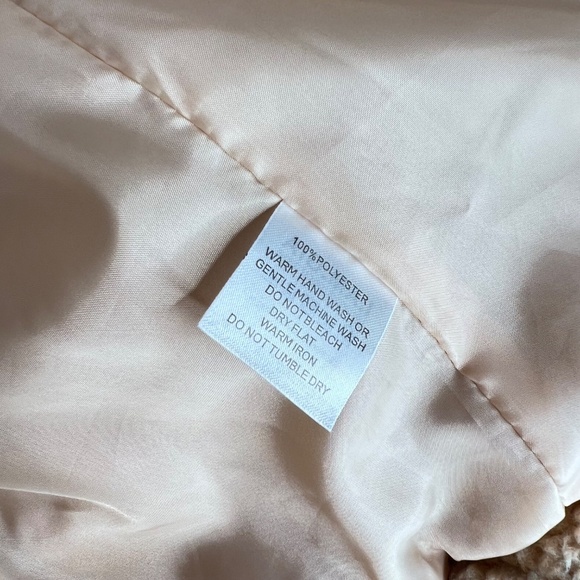 100%POLYESTER
WARM HAND WASH OR
GENTLE MACHINE WASH
DO NOT BLEACH
DRY FLAT
WARM IRON
DO NOT TUMBLE DRY